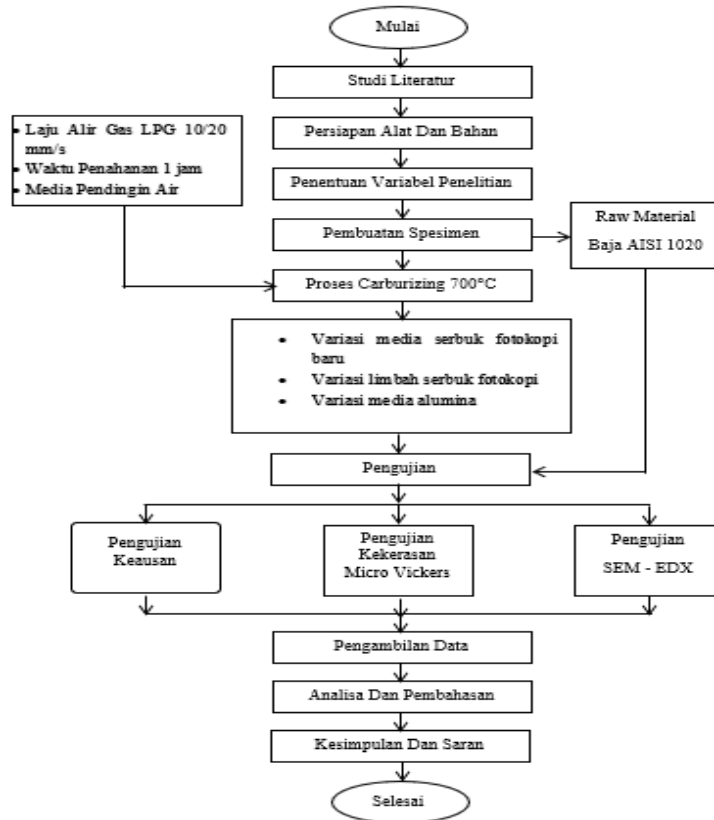 Mulai
Studi Literatur
• Laju Alir Gas LPG 10/20
mm/s
• Waktu Penahanan 1 jam
• Media Pendingin Air
Persiapan Alat Dan Bahan
Penentuan Variabel Penelitian
Pembuatan Spesimen
Raw Material
Baja AISI 1020
Proses Carburizing 700°C
• Variasi media serbuk fotokopi
baru
• Variasi limbah serbuk fotokopi
• Variasi media alumina
Pengujian
Pengujian
Keausan
Pengujian
Kekerasan
Micro Vickers
Pengujian
SEM - EDX
Pengambilan Data
Analisa Dan Pembahasan
Kesimpulan Dan Saran
Selesai